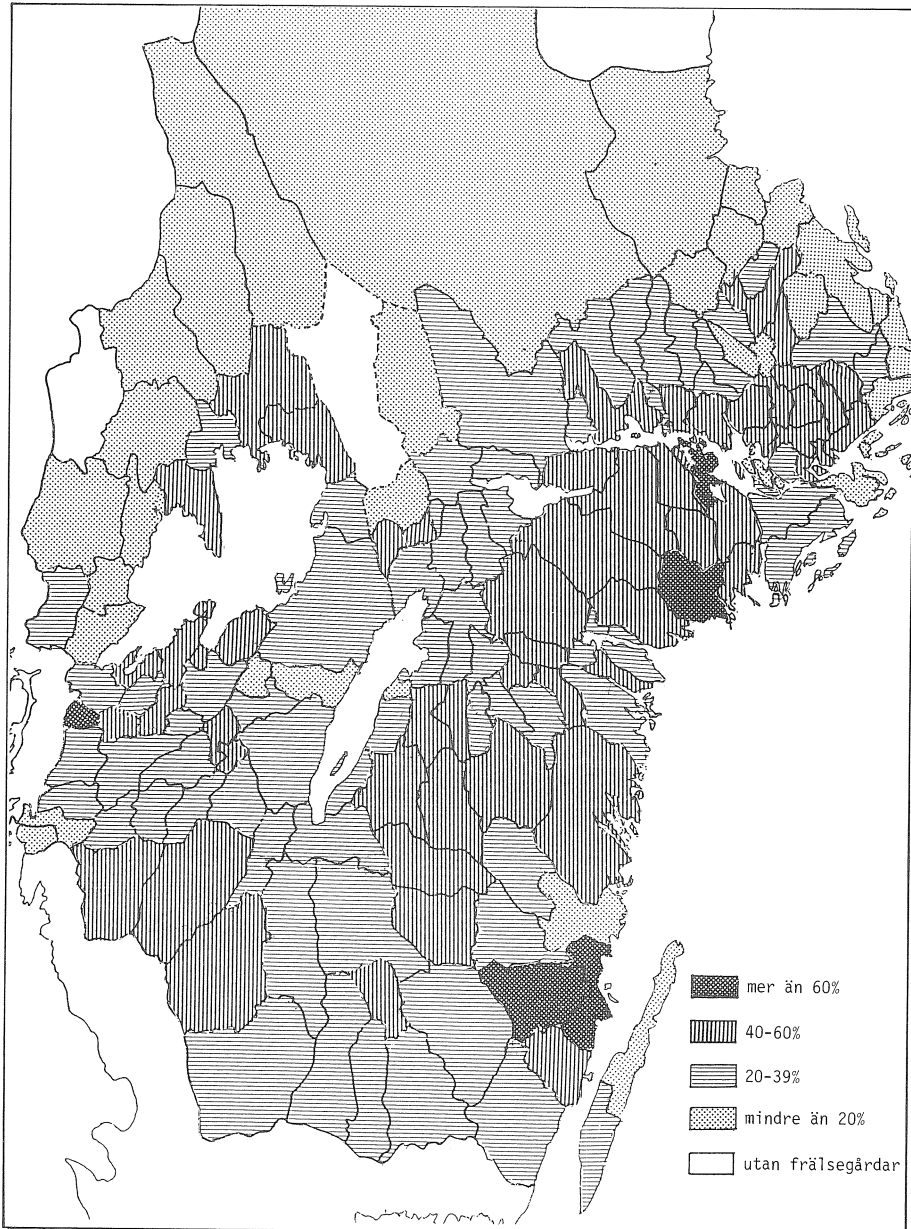 mer än 60%
40-60%
20-39%
mindre än 20%
utan frälsegårdar